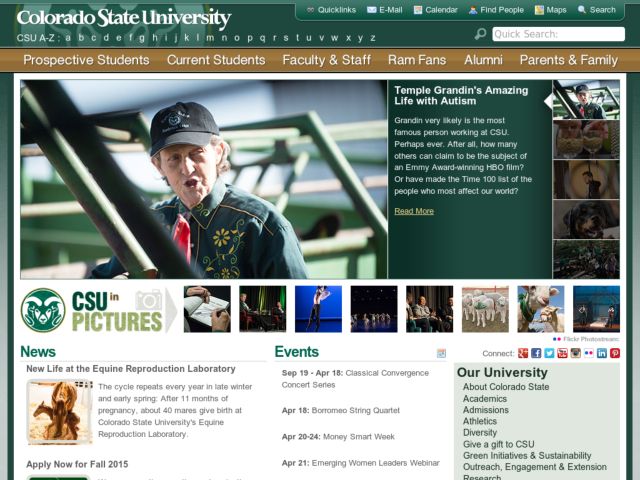 Colorado State University
Quicklinks E-Mail Calendar Find People Maps Search
CSU A-Z : a b c d e f g h i j k l m n o p q r s t u v w x y z
Quick Search:
Prospective Students Current Students Faculty & Staff Ram Fans Alumni Parents & Family
Temple Grandin's Amazing
Life with Autism
Grandin very likely is the most
famous person working at CSU.
Perhaps ever. After all, how many
others can claim to be the subject of
an Emmy Award-winning HBO film?
Or have made the Time 100 list of the
people who most affect our world?
Read More
CSU in
PICTURES
Flickr Photostream
News
New Life at the Equine Reproduction Laboratory
The cycle repeats every year in late winter
and early spring: After 11 months of
pregnancy, about 40 mares give birth at
Colorado State University's Equine
Reproduction Laboratory.
Apply Now for Fall 2015
Events
Sep 19 - Apr 18: Classical Convergence
Concert Series
Apr 18: Borromeo String Quartet
Apr 20-24: Money Smart Week
Apr 21: Emerging Women Leaders Webinar
Connect:
Our University
About Colorado State
Academics
Admissions
Athletics
Diversity
Give a gift to CSU
Green Initiatives & Sustainability
Outreach, Engagement & Extension
Research